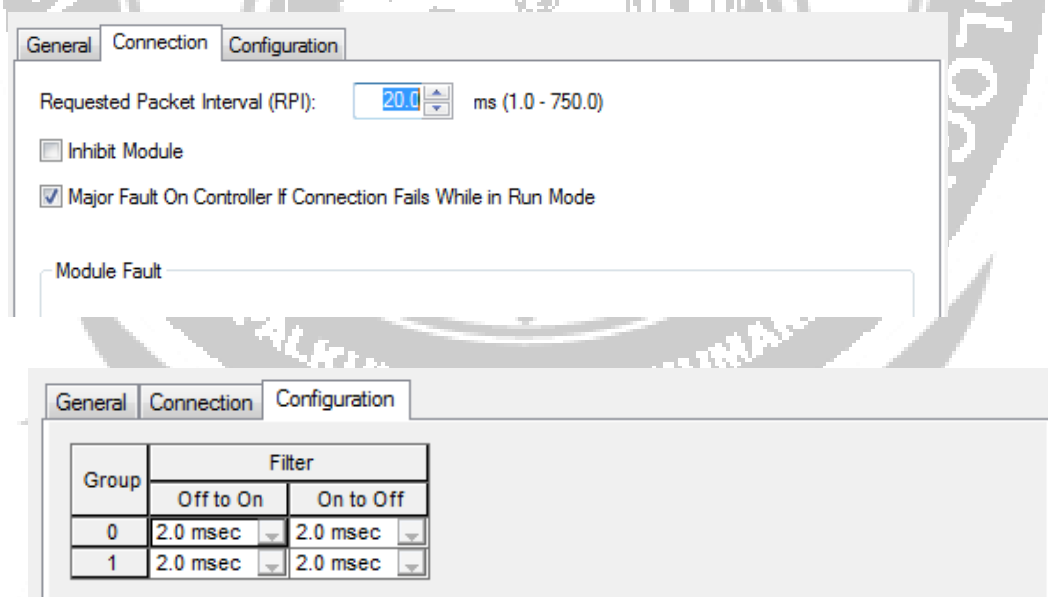 General Connection Configuration
Requested Packet Interval (RPI): 20.0 ms (1.0 - 750.0)
Inhibit Module
Major Fault On Controller If Connection Fails While in Run Mode
Module Fault
General Connection Configuration
Group Filter
Off to On On to Off
0 2.0 msec 2.0 msec
1 2.0 msec 2.0 msec